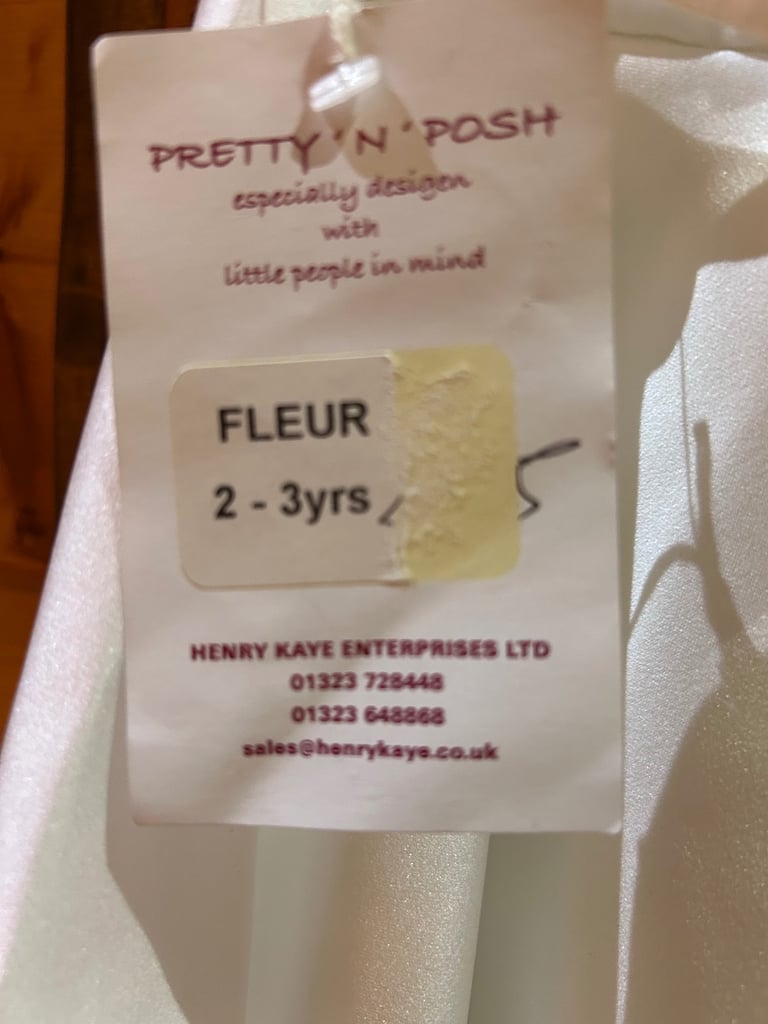 PRETTY 'N' POSH
especially desigen
with
little people in mind
FLEUR
2 - 3yrs
HENRY KAYE ENTERPRISES LTD
01323 728448
01323 648868
sales@henrykaye.co.uk